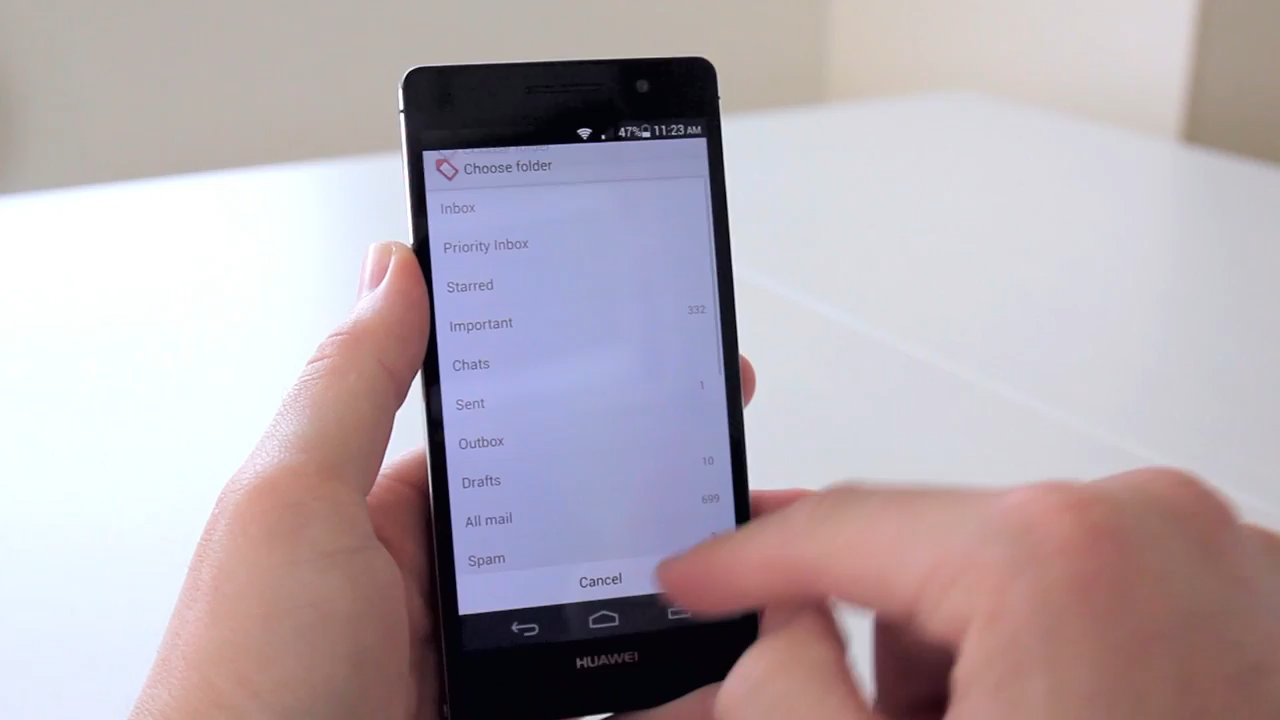 47% 11:23 AM
Choose folder
Inbox
Priority Inbox
Starred
Important 332
Chats
Sent 1
Outbox
Drafts 10
All mail 699
Spam
Cancel
HUAWEI